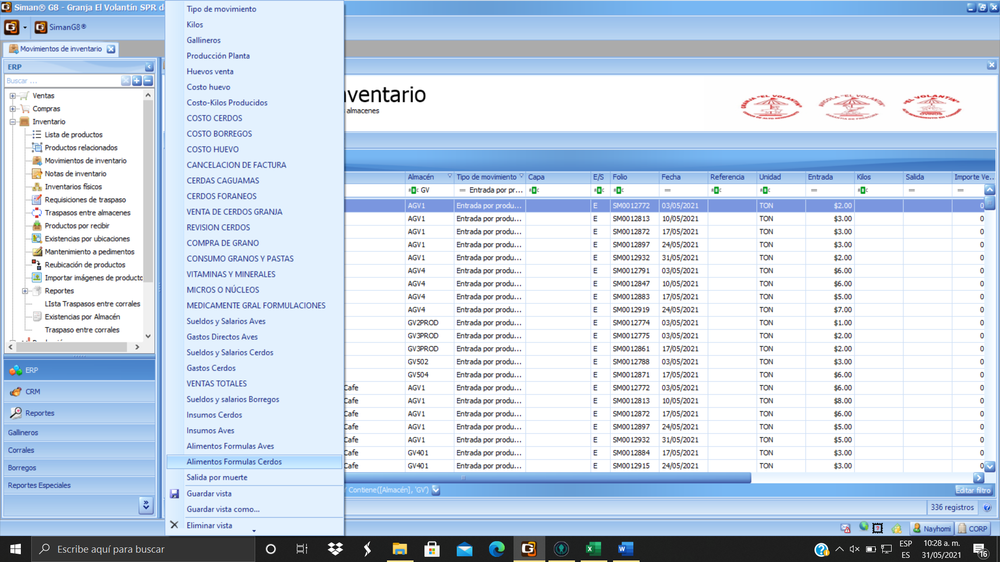 Siman® G8 - Granja El Volantín SPR d
SimanG8®
Movimientos de inventario
ERP
Buscar ...
Ventas
Compras
Inventario
Lista de productos
Productos relacionados
Movimientos de inventario
Notas de inventario
Inventarios físicos
Requisiciones de traspaso
Traspasos entre almacenes
Productos por recibir
Existencias por ubicaciones
Mantenimiento a pedimentos
Reubicación de productos
Importar imágenes de producto
Reportes
LIsta Traspasos entre corrales
Existencias por Almacén
Traspaso entre corrales
ERP
CRM
Reportes
Gallineros
Corrales
Borregos
Reportes Especiales
Tipo de movimiento
Kilos
Gallineros
Producción Planta
Huevos venta
Costo huevo
Costo-Kilos Producidos
COSTO CERDOS
COSTO BORREGOS
COSTO HUEVO
CANCELACION DE FACTURA
CERDAS CAGUAMAS
CERDOS FORANEOS
VENTA DE CERDOS GRANJA
REVISION CERDOS
COMPRA DE GRANO
CONSUMO GRANOS Y PASTAS
VITAMINAS Y MINERALES
MICROS O NÚCLEOS
MEDICAMENTE GRAL FORMULACIONES
Sueldos y Salarios Aves
Gastos Directos Aves
Sueldos y Salarios Cerdos
Gastos Cerdos
VENTAS TOTALES
Sueldos y salarios Borregos
Insumos Cerdos
Insumos Aves
Alimentos Formulas Aves
Alimentos Formulas Cerdos
Salida por muerte
Guardar vista
Guardar vista como...
Eliminar vista
nventario
s almacenes
GRANJA "EL VOLANTIN"
AVICOLA "EL VOLANTIN"
GARANTIA DE FRESCURA
"EL VOLANTIN"
OVINOS
Almacén Tipo de movimiento Capa E/S Folio Fecha Referencia Unidad Entrada Kilos Salida Importe Ve...
GV = Entrada por pr... = = = =
AGV1 Entrada por produ... E SM0012772 03/05/2021 TON $2.00 0
AGV1 Entrada por produ... E SM0012813 10/05/2021 TON $3.00 0
AGV1 Entrada por produ... E SM0012872 17/05/2021 TON $3.00 0
AGV1 Entrada por produ... E SM0012897 24/05/2021 TON $3.00 0
AGV1 Entrada por produ... E SM0012932 31/05/2021 TON $2.00 0
AGV4 Entrada por produ... E SM0012791 03/05/2021 TON $6.00 0
AGV4 Entrada por produ... E SM0012847 10/05/2021 TON $6.00 0
AGV4 Entrada por produ... E SM0012883 17/05/2021 TON $5.00 0
AGV4 Entrada por produ... E SM0012919 24/05/2021 TON $7.00 0
GV2PROD Entrada por produ... E SM0012774 03/05/2021 TON $1.00 0
GV3PROD Entrada por produ... E SM0012775 03/05/2021 TON $2.00 0
GV3PROD Entrada por produ... E SM0012861 17/05/2021 TON $2.00 0
GV502 Entrada por produ... E SM0012788 03/05/2021 TON $3.00 0
GV504 Entrada por produ... E SM0012871 17/05/2021 TON $6.00 0
Cafe AGV1 Entrada por produ... E SM0012772 03/05/2021 TON $6.00 0
Cafe AGV1 Entrada por produ... E SM0012813 10/05/2021 TON $8.00 0
Cafe AGV1 Entrada por produ... E SM0012872 17/05/2021 TON $6.00 0
Cafe AGV1 Entrada por produ... E SM0012897 24/05/2021 TON $5.00 0
Cafe AGV1 Entrada por produ... E SM0012932 31/05/2021 TON $5.00 0
Cafe GV401 Entrada por produ... E SM0012884 17/05/2021 TON $3.00 0
Cafe GV401 Entrada por produ... E SM0012915 24/05/2021 TON $3.00 0
Y Contiene([Almacén], 'GV')
Editar filtro
336 registros
Nayhomi
CORP
Escribe aquí para buscar
ESP
ES
10:28 a. m.
31/05/2021
16